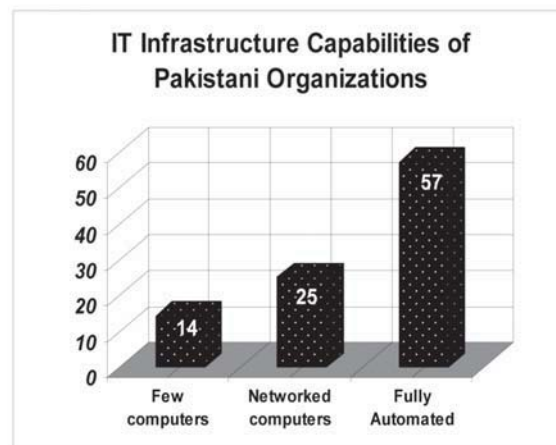 IT Infrastructure Capabilities of
Pakistani Organizations
60
50
40
30
20
10
0
14
25
57
Few
computers
Networked
computers
Fully
Automated